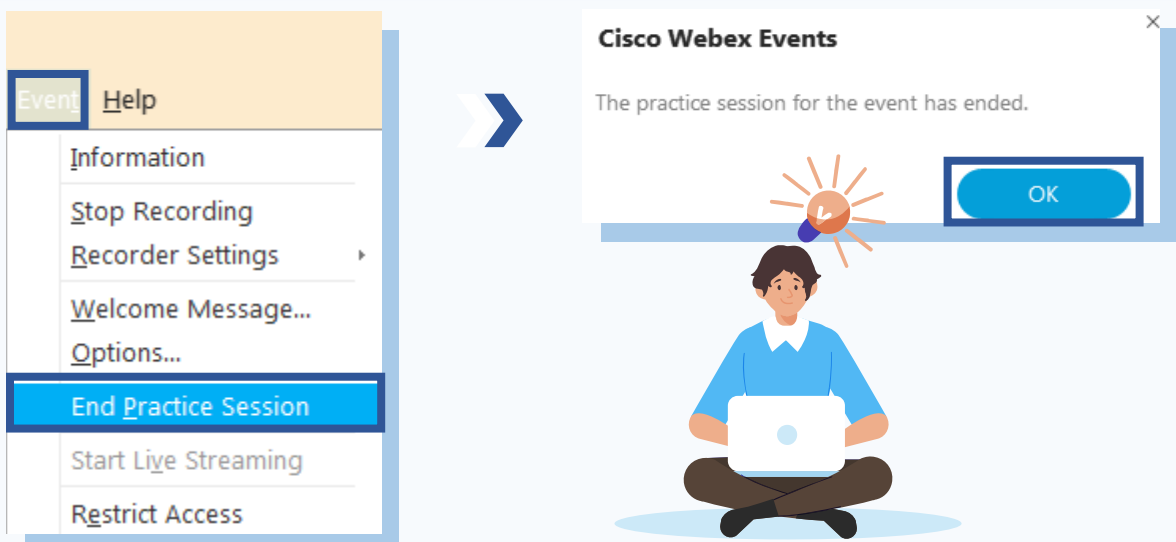 Event Help
Information
Stop Recording
Recorder Settings
Welcome Message...
Options...
End Practice Session
Start Live Streaming
Restrict Access
Cisco Webex Events
The practice session for the event has ended.
OK